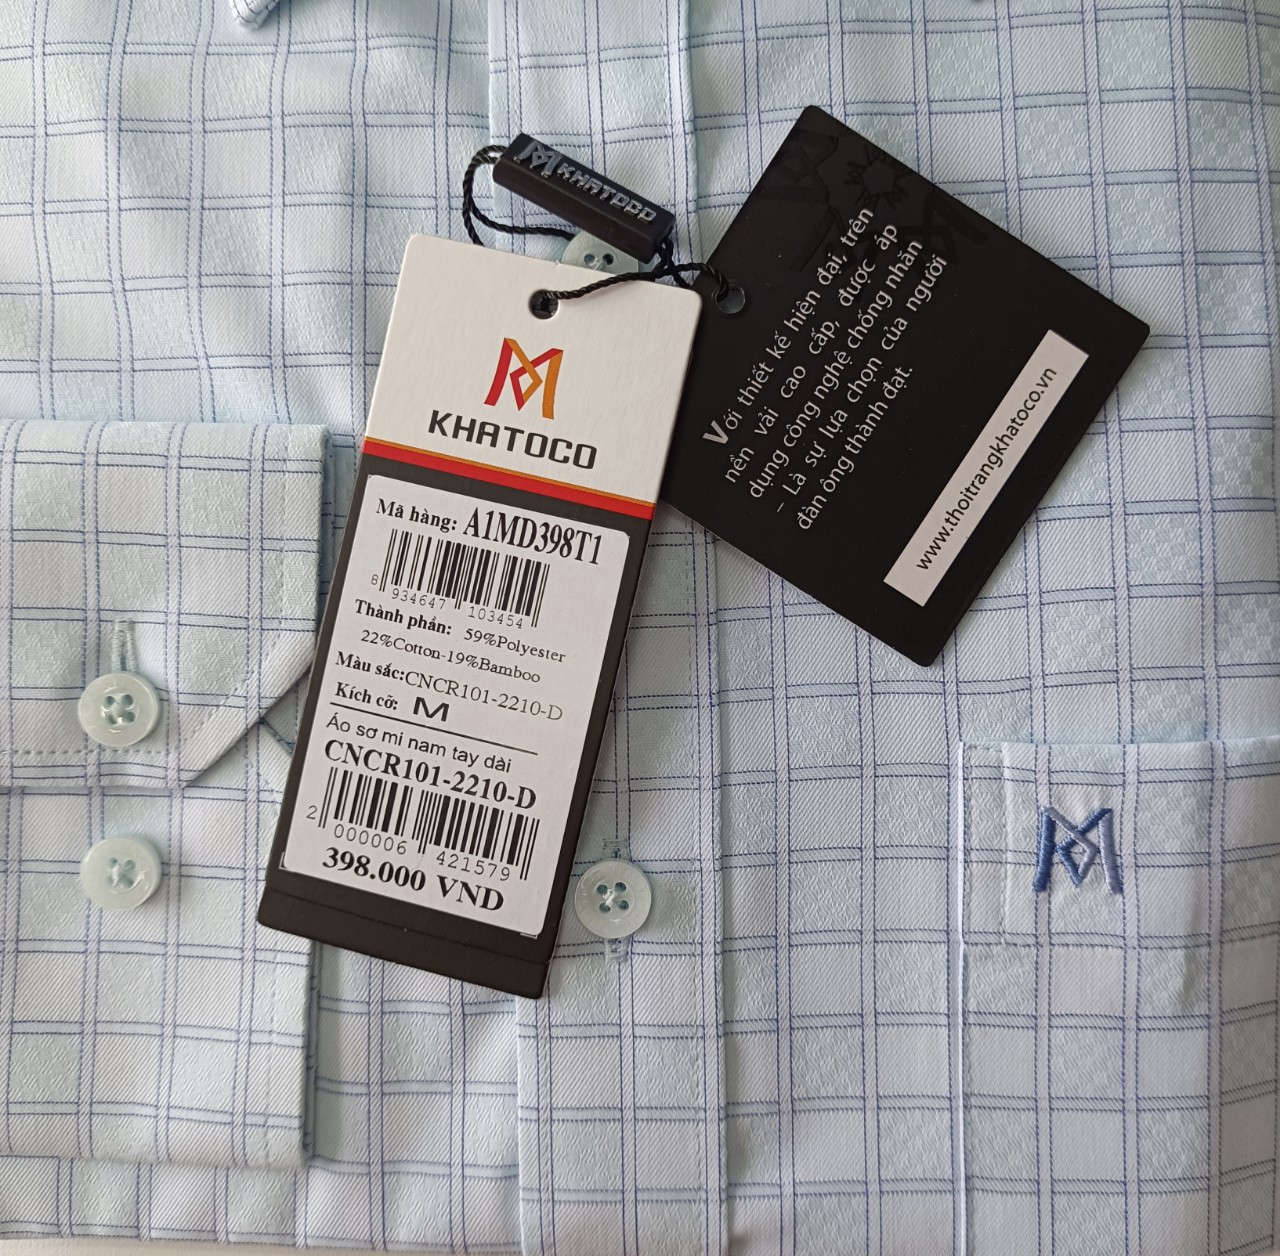 KHATOCO
KHATOCO
Mã hàng: A1MD398T1
8 934647 103454
Thành phần: 59%Polyester
22%Cotton-19%Bamboo
Màu sắc:CNCR101-2210-D
Kích cỡ: M
Áo sơ mi nam tay dài
CNCR101-2210-D
2 000006 421579
398.000 VND
Với thiết kế hiện đại, trên
nền vải cao cấp, được áp
dụng công nghệ chống nhăn
- Là sự lựa chọn của người
đàn ông thành đạt.
www.thoitrangkhatoco.vn